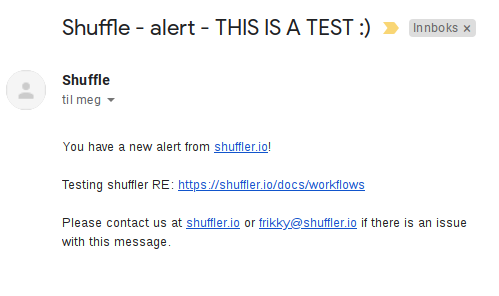 Shuffle - alert - THIS IS A TEST :) Innboks ×
Shuffle
til meg
You have a new alert from shuffler.io!
Testing shuffler RE: https://shuffler.io/docs/workflows
Please contact us at shuffler.io or frikky@shuffler.io if there is an issue
with this message.